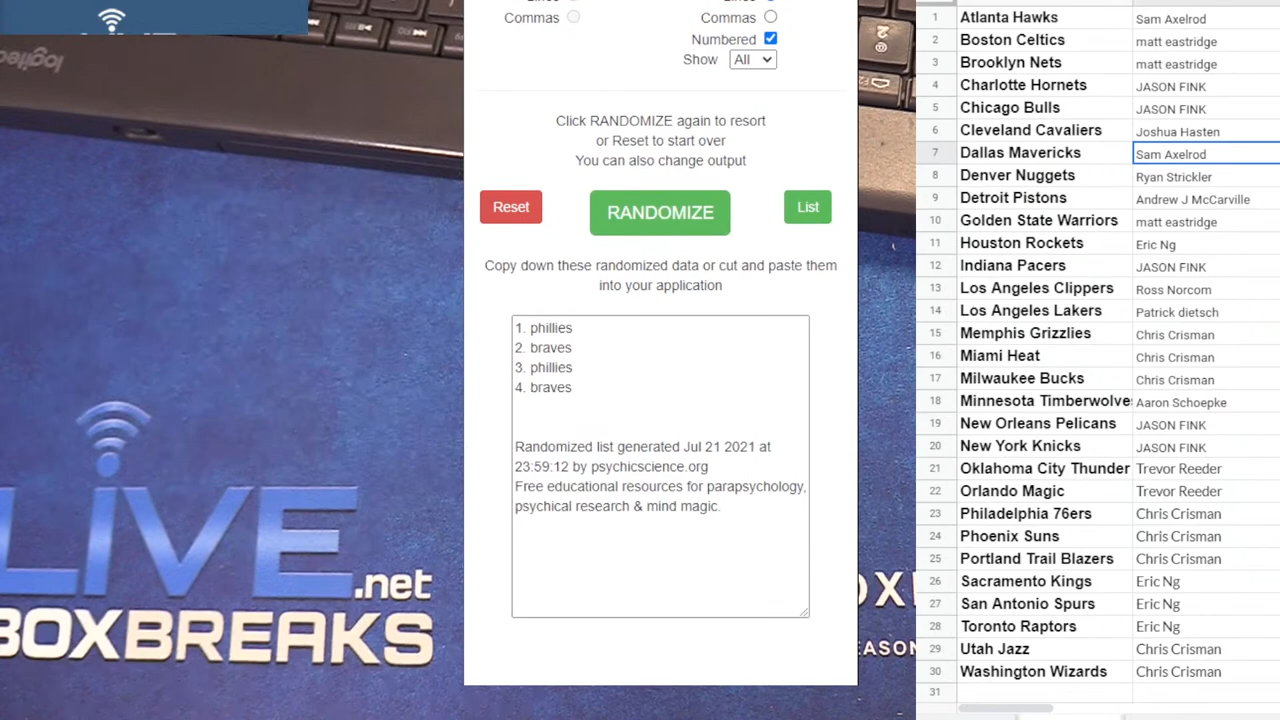 logitech
LIVE
.net
BOXBREAKS
Commas
Commas
Numbered
Show All
Click RANDOMIZE again to resort
or Reset to start over
You can also change output
Reset
RANDOMIZE
List
Copy down these randomized data or cut and paste them
into your application
1. phillies
2. braves
3. phillies
4. braves
Randomized list generated Jul 21 2021 at
23:59:12 by psychicscience.org
Free educational resources for parapsychology,
psychical research & mind magic.
1 Atlanta Hawks Sam Axelrod
2 Boston Celtics matt eastridge
3 Brooklyn Nets matt eastridge
4 Charlotte Hornets JASON FINK
5 Chicago Bulls JASON FINK
6 Cleveland Cavaliers Joshua Hasten
7 Dallas Mavericks Sam Axelrod
8 Denver Nuggets Ryan Strickler
9 Detroit Pistons Andrew J McCarville
10 Golden State Warriors matt eastridge
11 Houston Rockets Eric Ng
12 Indiana Pacers JASON FINK
13 Los Angeles Clippers Ross Norcom
14 Los Angeles Lakers Patrick dietsch
15 Memphis Grizzlies Chris Crisman
16 Miami Heat Chris Crisman
17 Milwaukee Bucks Chris Crisman
18 Minnesota Timberwolve Aaron Schoepke
19 New Orleans Pelicans JASON FINK
20 New York Knicks JASON FINK
21 Oklahoma City Thunder Trevor Reeder
22 Orlando Magic Trevor Reeder
23 Philadelphia 76ers Chris Crisman
24 Phoenix Suns Chris Crisman
25 Portland Trail Blazers Chris Crisman
26 Sacramento Kings Eric Ng
27 San Antonio Spurs Eric Ng
28 Toronto Raptors Eric Ng
29 Utah Jazz Chris Crisman
30 Washington Wizards Chris Crisman
31